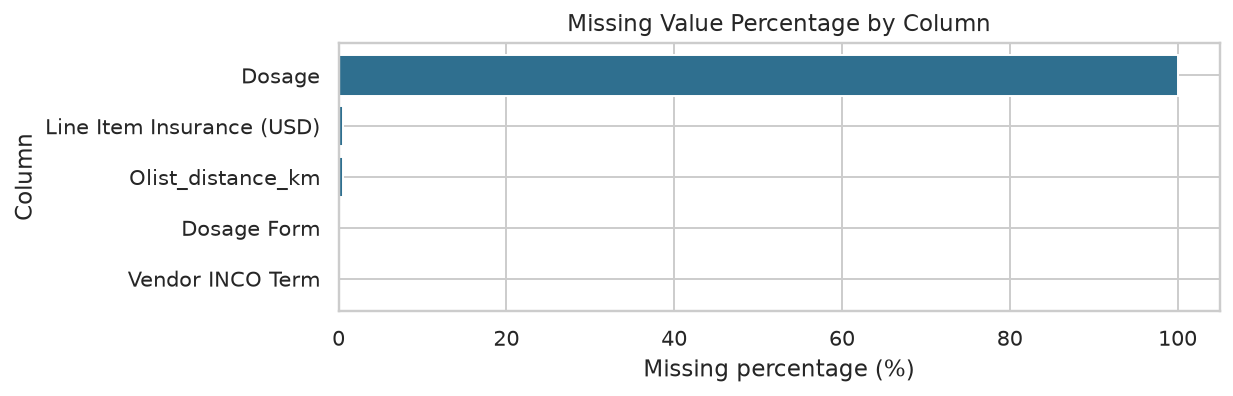 Missing Value Percentage by Column
Column
Dosage
Line Item Insurance (USD)
Olist_distance_km
Dosage Form
Vendor INCO Term
0 20 40 60 80 100
Missing percentage (%)